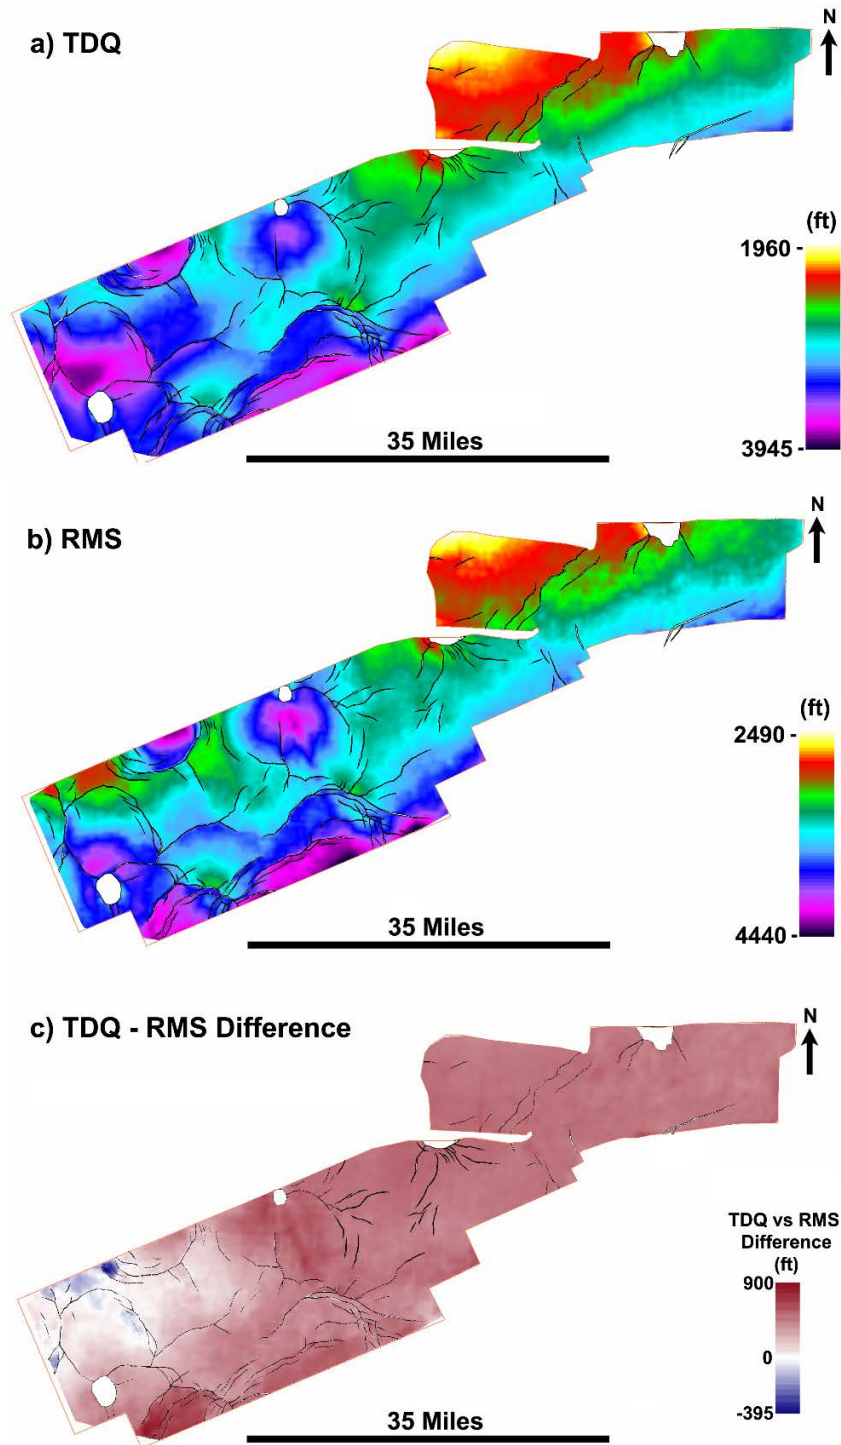 a) TDQ
N
(ft)
1960 -
3945 -
35 Miles
b) RMS
N
(ft)
2490 -
4440 -
35 Miles
c) TDQ - RMS Difference
N
TDQ vs RMS
Difference
(ft)
900
0
-395
35 Miles